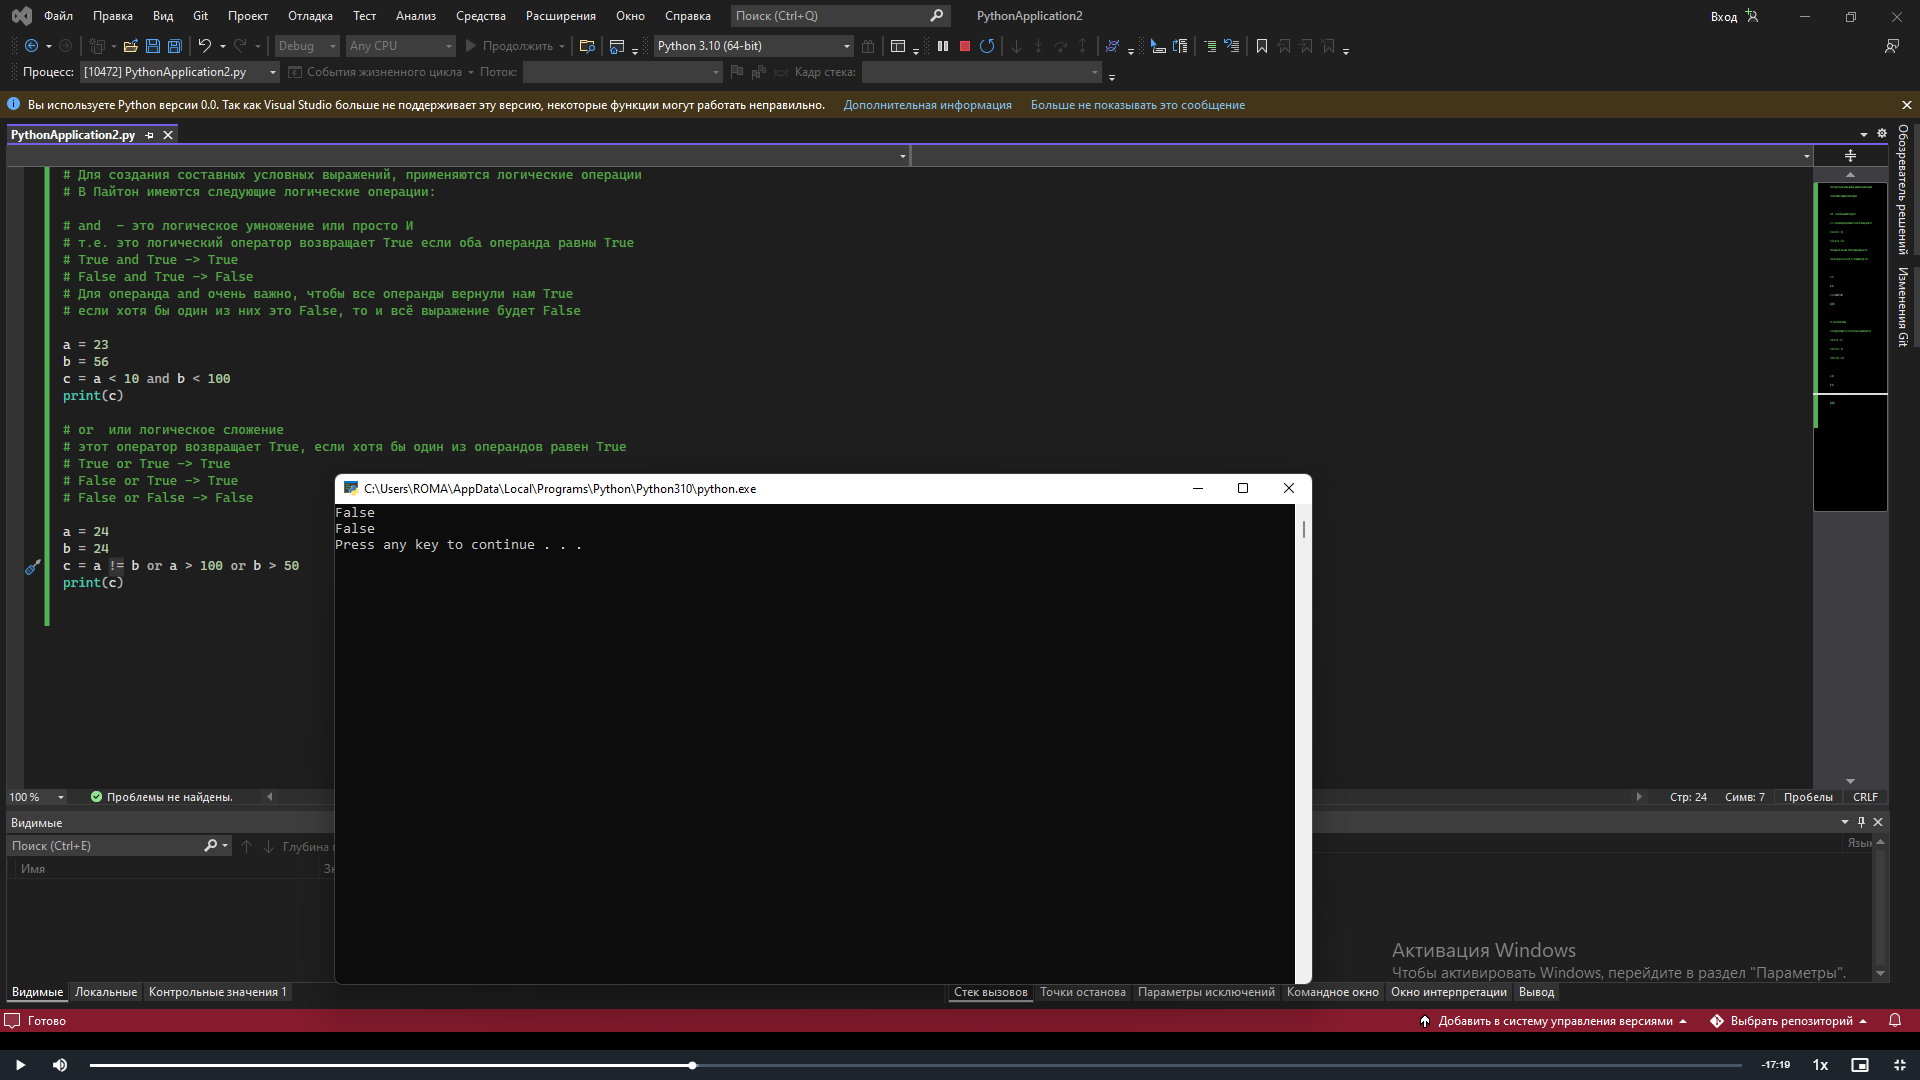 Файл Правка Вид Git Проект Отладка Тест Анализ Средства Расширения Окно Справка Поиск (Ctrl+Q) PythonApplication2 Вход
Debug Any CPU Продолжить Python 3.10 (64-bit)
Процесс: [10472] PythonApplication2.py События жизненного цикла Поток: Кадр стека:
Вы используете Python версии 0.0. Так как Visual Studio больше не поддерживает эту версию, некоторые функции могут работать неправильно. Дополнительная информация Больше не показывать это сообщение
PythonApplication2.py
# Для создания составных условных выражений, применяются логические операции
# В Пайтон имеются следующие логические операции:
# and – это логическое умножение или просто И
# т.е. это логический оператор возвращает True если оба операнда равны True
# True and True -> True
# False and True -> False
# Для операнда and очень важно, чтобы все операнды вернули нам True
# если хотя бы один из них это False, то и всё выражение будет False
a = 23
b = 56
c = a < 10 and b < 100
print(c)
# or или логическое сложение
# этот оператор возвращает True, если хотя бы один из операндов равен True
# True or True -> True
# False or True -> True
# False or False -> False
a = 24
b = 24
c = a != b or a > 100 or b > 50
print(c)
Обозреватель решений
Изменения Git
C:\Users\ROMA\AppData\Local\Programs\Python\Python310\python.exe
False
False
Press any key to continue . . .
100 % Проблемы не найдены. Стр: 24 Симв: 7 Пробелы CRLF
Видимые
Поиск (Ctrl+E) Глубина
Имя
Активация Windows
Чтобы активировать Windows, перейдите в раздел "Параметры".
Видимые Локальные Контрольные значения 1 Стек вызовов Точки останова Параметры исключений Командное окно Окно интерпретации Вывод
Готово Добавить в систему управления версиями Выбрать репозиторий
-17:19 1x